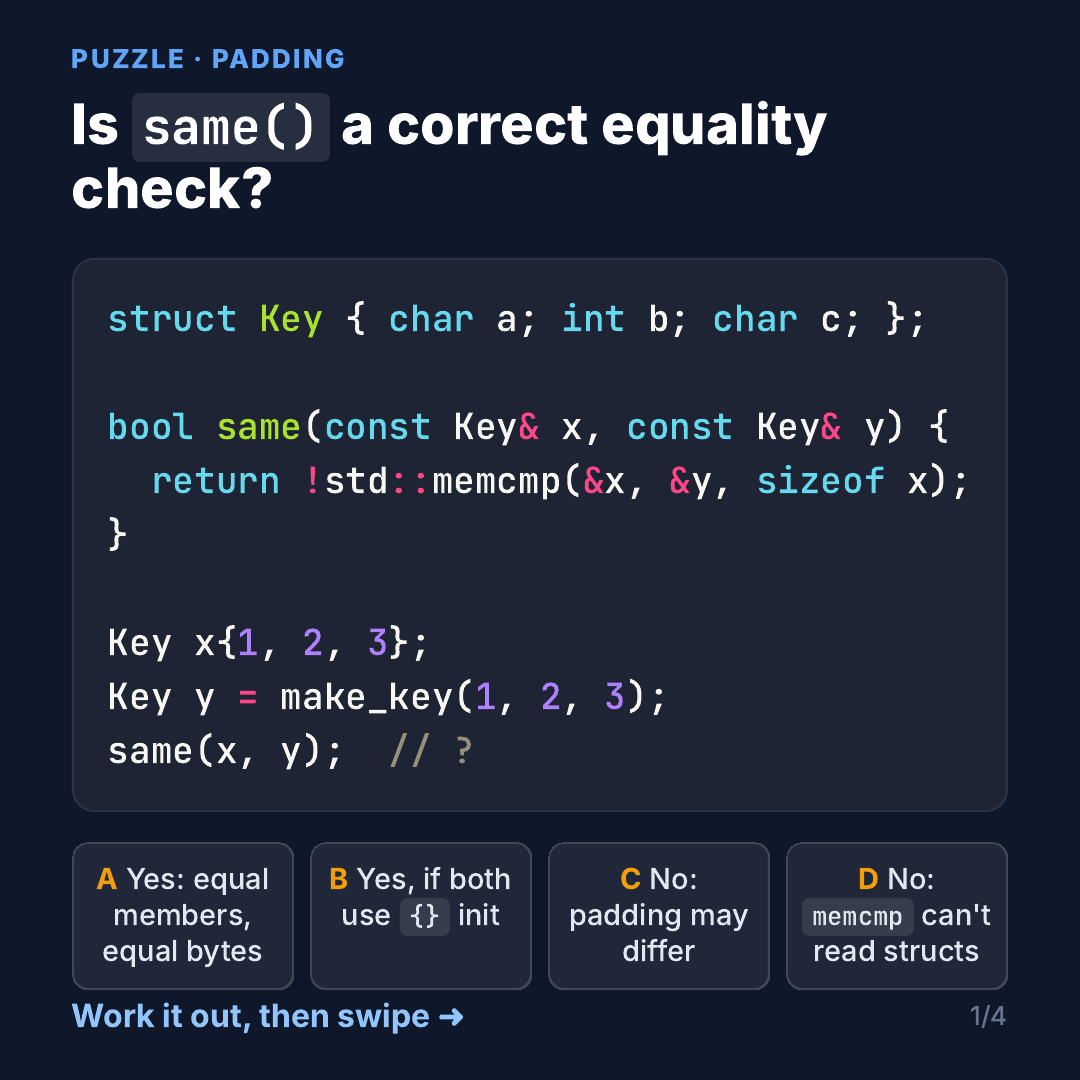 PUZZLE · PADDING
Is same() a correct equality
check?
struct Key { char a; int b; char c; };
bool same(const Key& x, const Key& y) {
  return !std::memcmp(&x, &y, sizeof x);
}
Key x{1, 2, 3};
Key y = make_key(1, 2, 3);
same(x, y);  // ?
A Yes: equal
members,
equal bytes
B Yes, if both
use {} init
C No:
padding may
differ
D No:
memcmp can't
read structs
Work it out, then swipe ➜
1/4